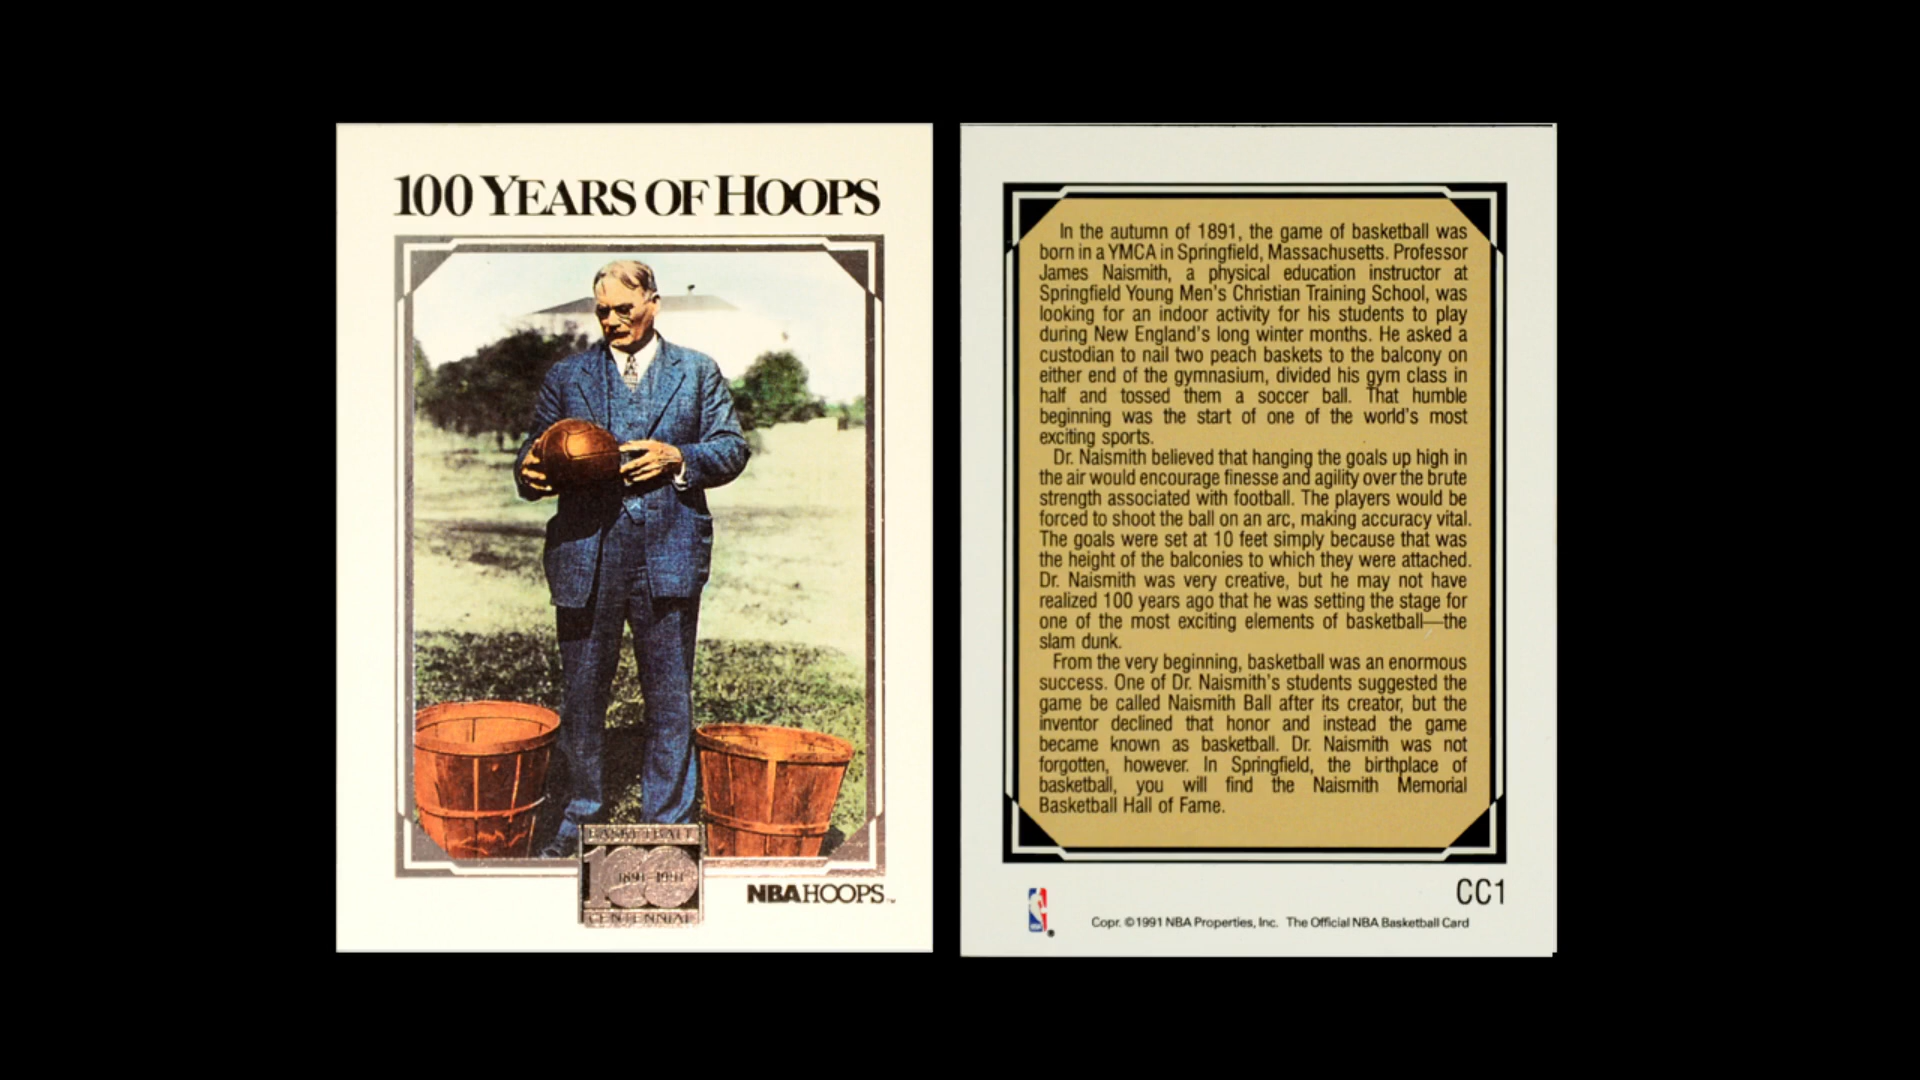 100 YEARS OF HOOPS
BASKETBALL
100
1891-1991
CENTENNIAL
NBA HOOPS™
In the autumn of 1891, the game of basketball was
born in a YMCA in Springfield, Massachusetts. Professor
James Naismith, a physical education instructor at
Springfield Young Men's Christian Training School, was
looking for an indoor activity for his students to play
during New England's long winter months. He asked a
custodian to nail two peach baskets to the balcony on
either end of the gymnasium, divided his gym class in
half and tossed them a soccer ball. That humble
beginning was the start of one of the world's most
exciting sports.
Dr. Naismith believed that hanging the goals up high in
the air would encourage finesse and agility over the brute
strength associated with football. The players would be
forced to shoot the ball on an arc, making accuracy vital.
The goals were set at 10 feet simply because that was
the height of the balconies to which they were attached.
Dr. Naismith was very creative, but he may not have
realized 100 years ago that he was setting the stage for
one of the most exciting elements of basketball—the
slam dunk.
From the very beginning, basketball was an enormous
success. One of Dr. Naismith's students suggested the
game be called Naismith Ball after its creator, but the
inventor declined that honor and instead the game
became known as basketball. Dr. Naismith was not
forgotten, however. In Springfield, the birthplace of
basketball, you will find the Naismith Memorial
Basketball Hall of Fame.
CC1
Copr. ©1991 NBA Properties, Inc. The Official NBA Basketball Card